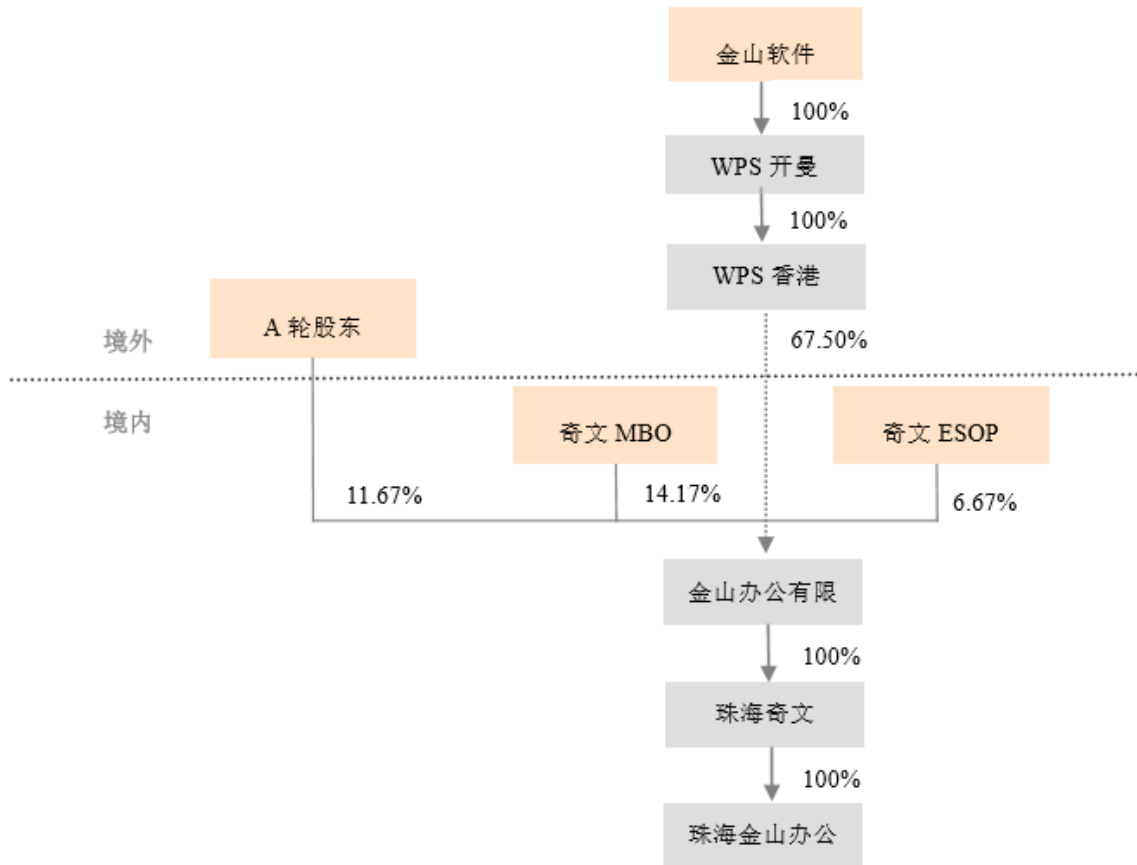 金山软件
100%
WPS 开曼
100%
WPS 香港
A 轮股东
境外
67.50%
境内
奇文 MBO
奇文 ESOP
11.67%
14.17%
6.67%
金山办公有限
100%
珠海奇文
100%
珠海金山办公